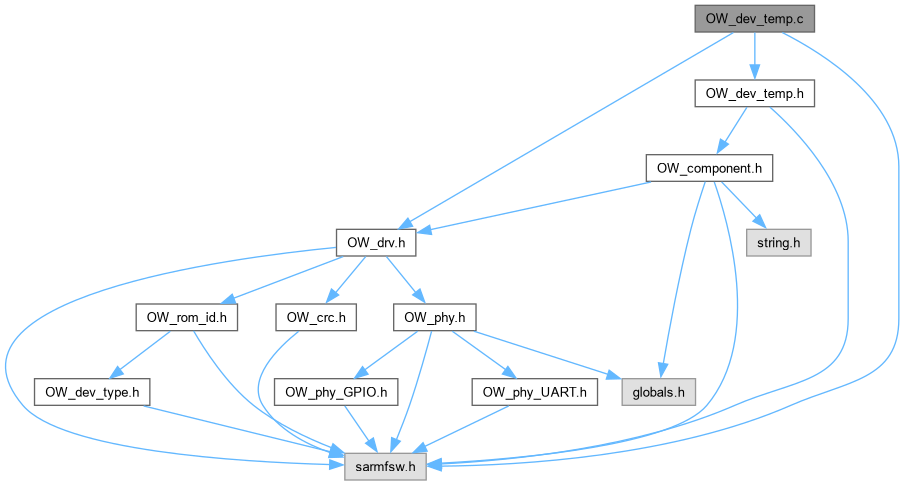 OW_dev_temp.c
OW_dev_temp.h
OW_component.h
OW_drv.h
string.h
OW_rom_id.h
OW_crc.h
OW_phy.h
OW_dev_type.h
OW_phy_GPIO.h
OW_phy_UART.h
globals.h
sarmfsw.h